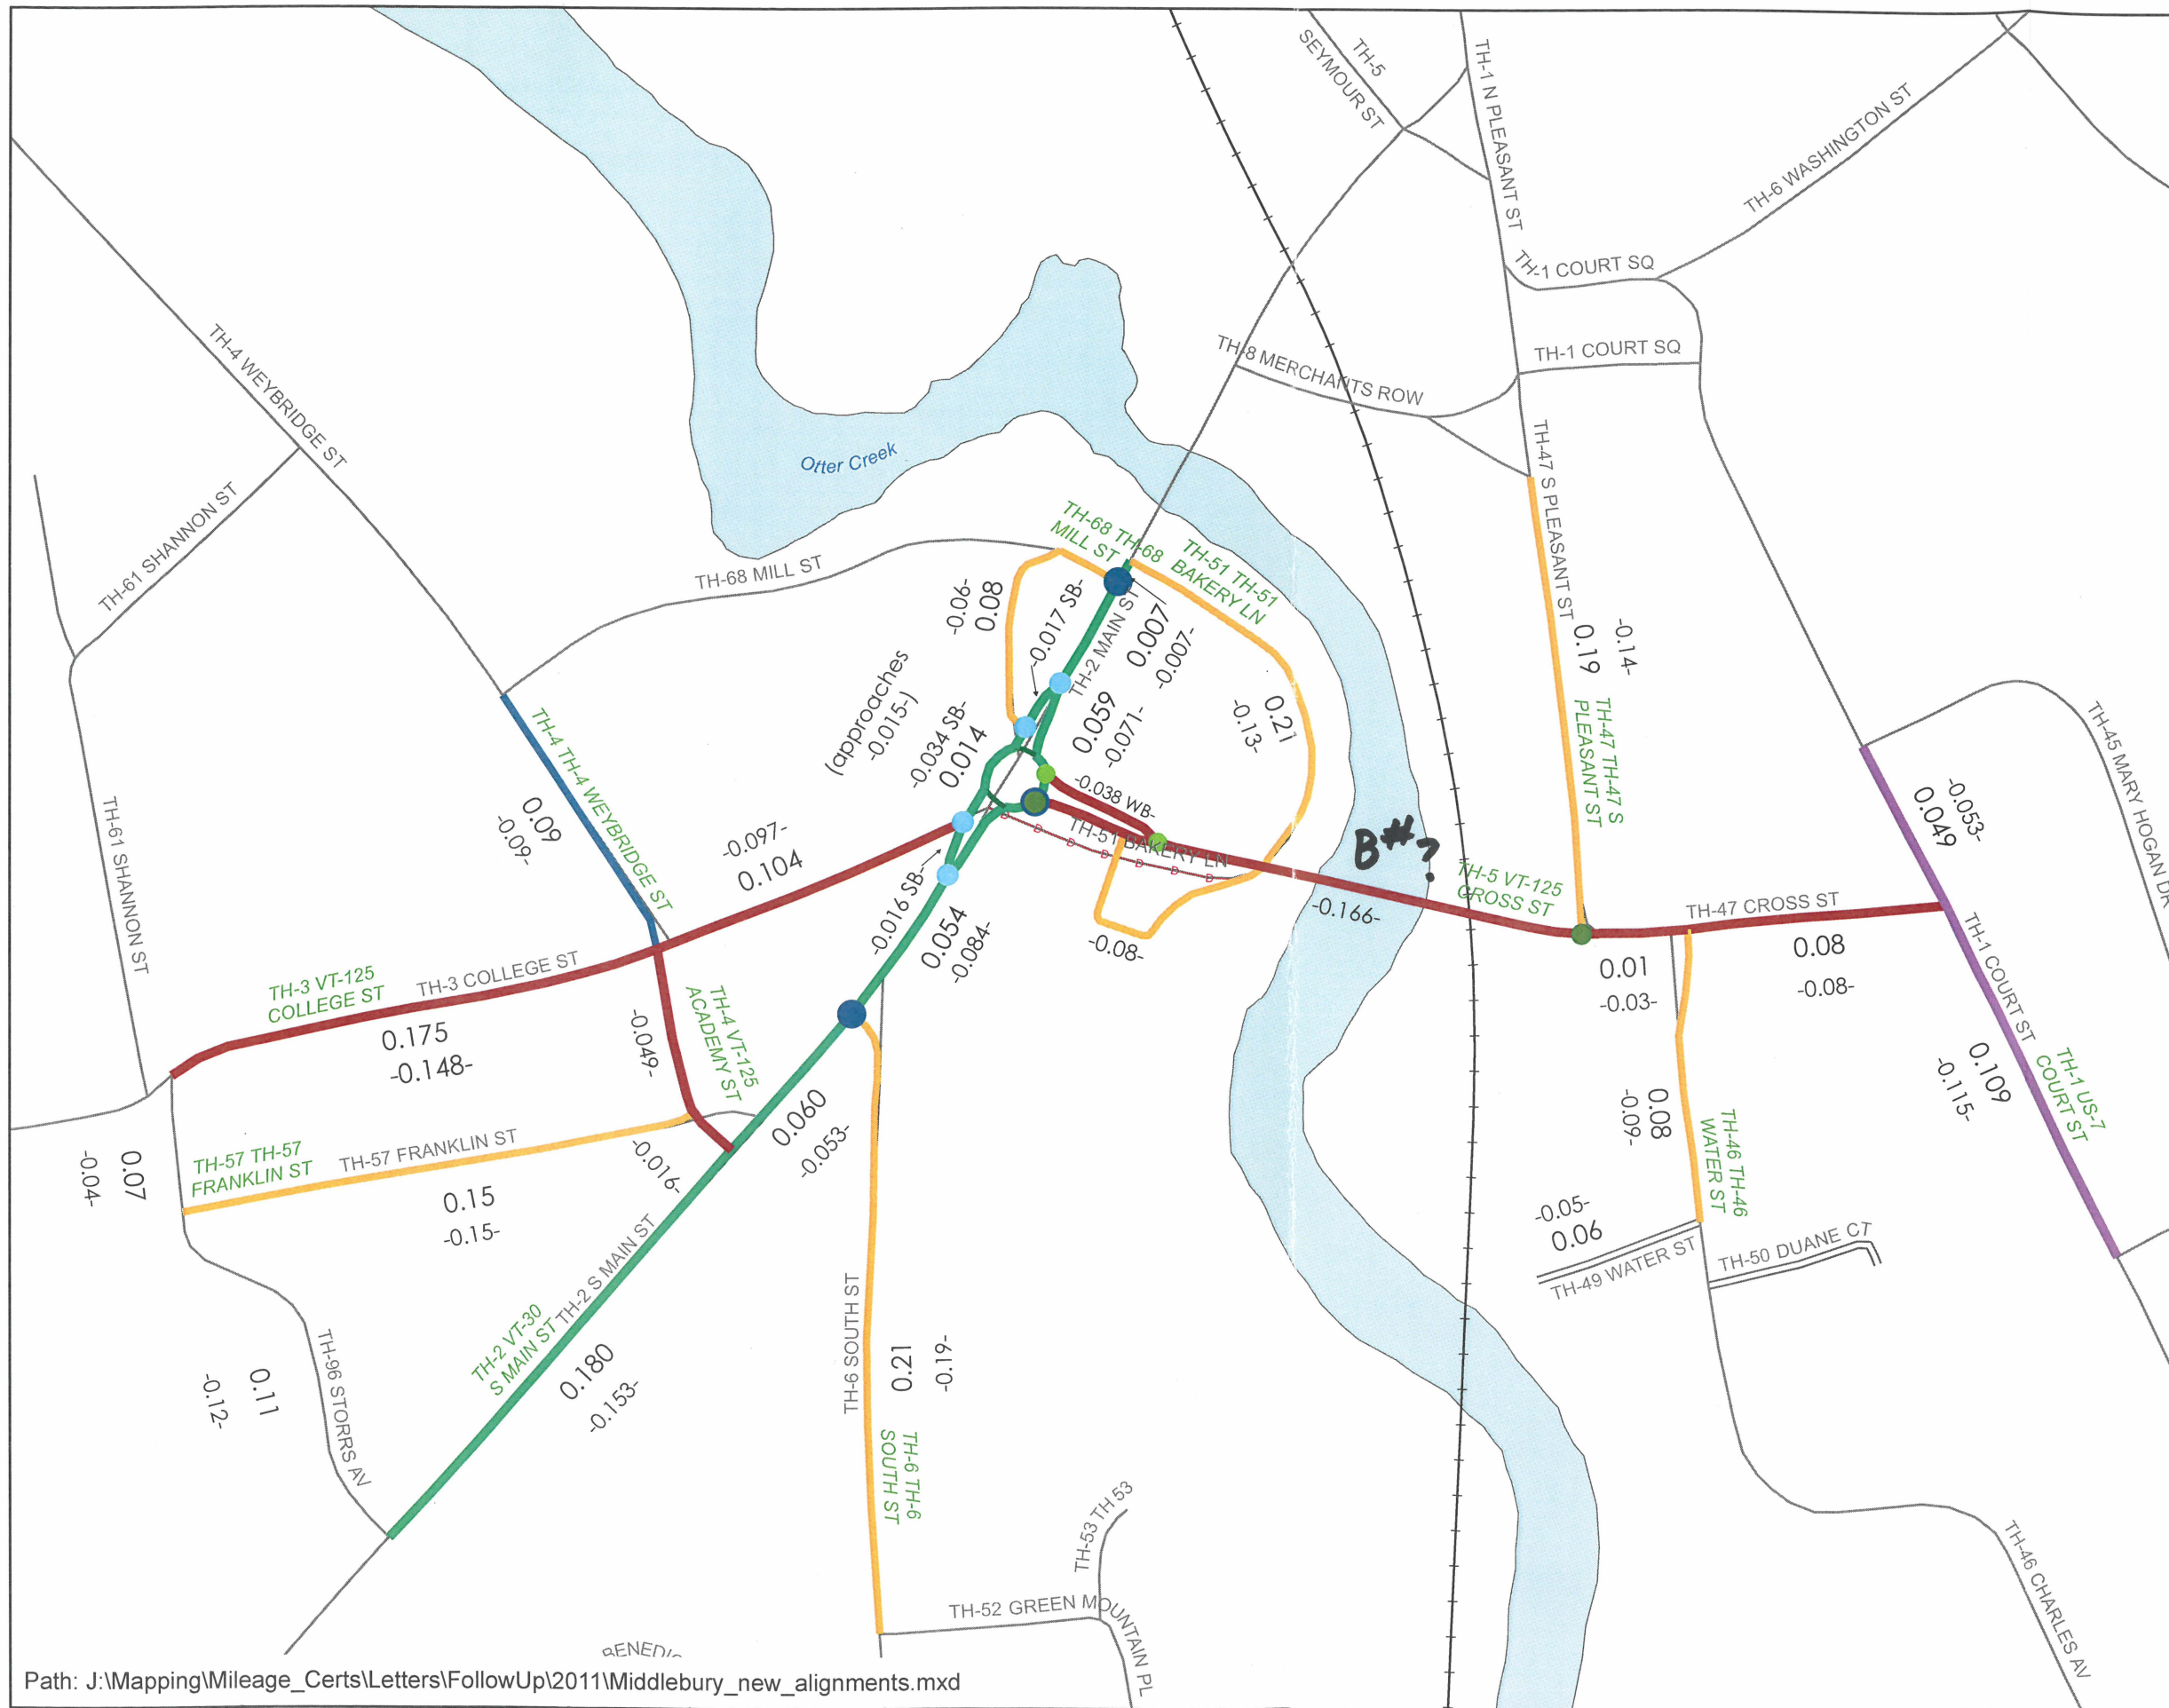 TH-5
SEYMOUR ST
TH-1 N PLEASANT ST
TH-6 WASHINGTON ST
TH-1 COURT SQ
TH-1 COURT SQ
TH-8 MERCHANTS ROW
TH-4 WEYBRIDGE ST
TH-61 SHANNON ST
Otter Creek
TH-47 S PLEASANT ST
TH-68 TH-68
MILL ST
TH-51 TH-51
BAKERY LN
TH-68 MILL ST
-0.06-
0.08
-0.017 SB-
TH-2 MAIN ST
0.007
-0.007-
0.19
-0.14-
TH-47 TH-47 S
PLEASANT ST
(approaches
-0.015-)
-0.034 SB-
0.014
0.059
-0.071-
0.21
-0.13-
TH-45 MARY HOGAN DR
TH-4 TH-4 WEYBRIDGE ST
0.09
-0.09-
-0.038 WB-
TH-51 BAKERY LN
D
D
D
D
D
D
D
B#?
-0.053-
0.049
TH-61 SHANNON ST
-0.097-
0.104
-0.016 SB-
0.054
-0.084-
-0.08-
-0.166-
TH-5 VT-125
CROSS ST
TH-47 CROSS ST
0.01
-0.03-
0.08
-0.08-
TH-1 COURT ST
TH-3 VT-125
COLLEGE ST
TH-3 COLLEGE ST
0.175
-0.148-
-0.049-
TH-4 VT-125
ACADEMY ST
0.109
-0.115-
TH-1 US-7
COURT ST
0.07
-0.04-
TH-57 TH-57
FRANKLIN ST
TH-57 FRANKLIN ST
0.15
-0.15-
-0.016-
0.060
-0.053-
0.08
-0.09-
TH-46 TH-46
WATER ST
-0.05-
0.06
TH-49 WATER ST
TH-50 DUANE CT
TH-2 VT-30
S MAIN ST
TH-2 S MAIN ST
0.180
-0.153-
TH-6 SOUTH ST
0.21
-0.19-
TH-6 TH-6
SOUTH ST
0.11
-0.12-
TH-96 STORRS AV
TH-53 TH 53
TH-52 GREEN MOUNTAIN PL
TH-46 CHARLES AV
Path: J:\Mapping\Mileage_Certs\Letters\FollowUp\2011\Middlebury_new_alignments.mxd